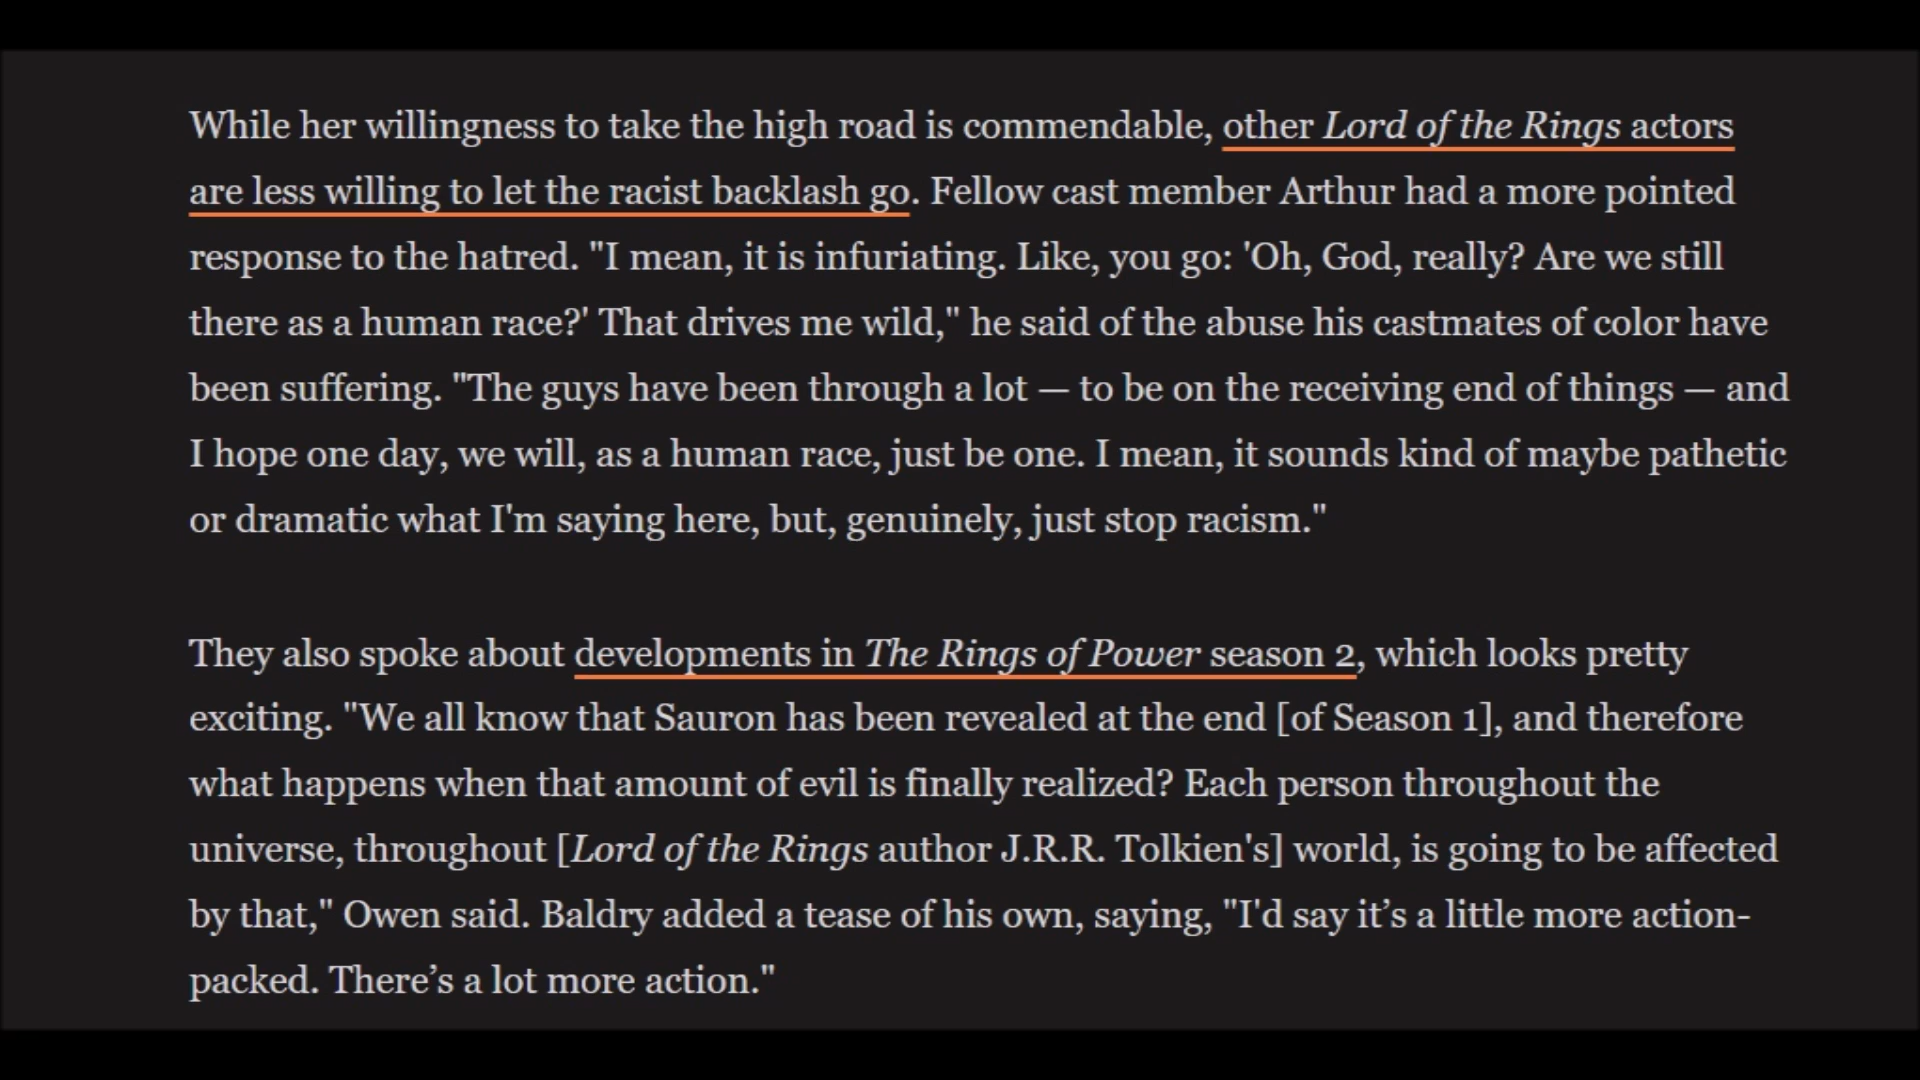 While her willingness to take the high road is commendable, other Lord of the Rings actors
are less willing to let the racist backlash go. Fellow cast member Arthur had a more pointed
response to the hatred. "I mean, it is infuriating. Like, you go: 'Oh, God, really? Are we still
there as a human race?' That drives me wild," he said of the abuse his castmates of color have
been suffering. "The guys have been through a lot — to be on the receiving end of things — and
I hope one day, we will, as a human race, just be one. I mean, it sounds kind of maybe pathetic
or dramatic what I'm saying here, but, genuinely, just stop racism."
They also spoke about developments in The Rings of Power season 2, which looks pretty
exciting. "We all know that Sauron has been revealed at the end [of Season 1], and therefore
what happens when that amount of evil is finally realized? Each person throughout the
universe, throughout [Lord of the Rings author J.R.R. Tolkien's] world, is going to be affected
by that," Owen said. Baldry added a tease of his own, saying, "I'd say it’s a little more action-
packed. There’s a lot more action."